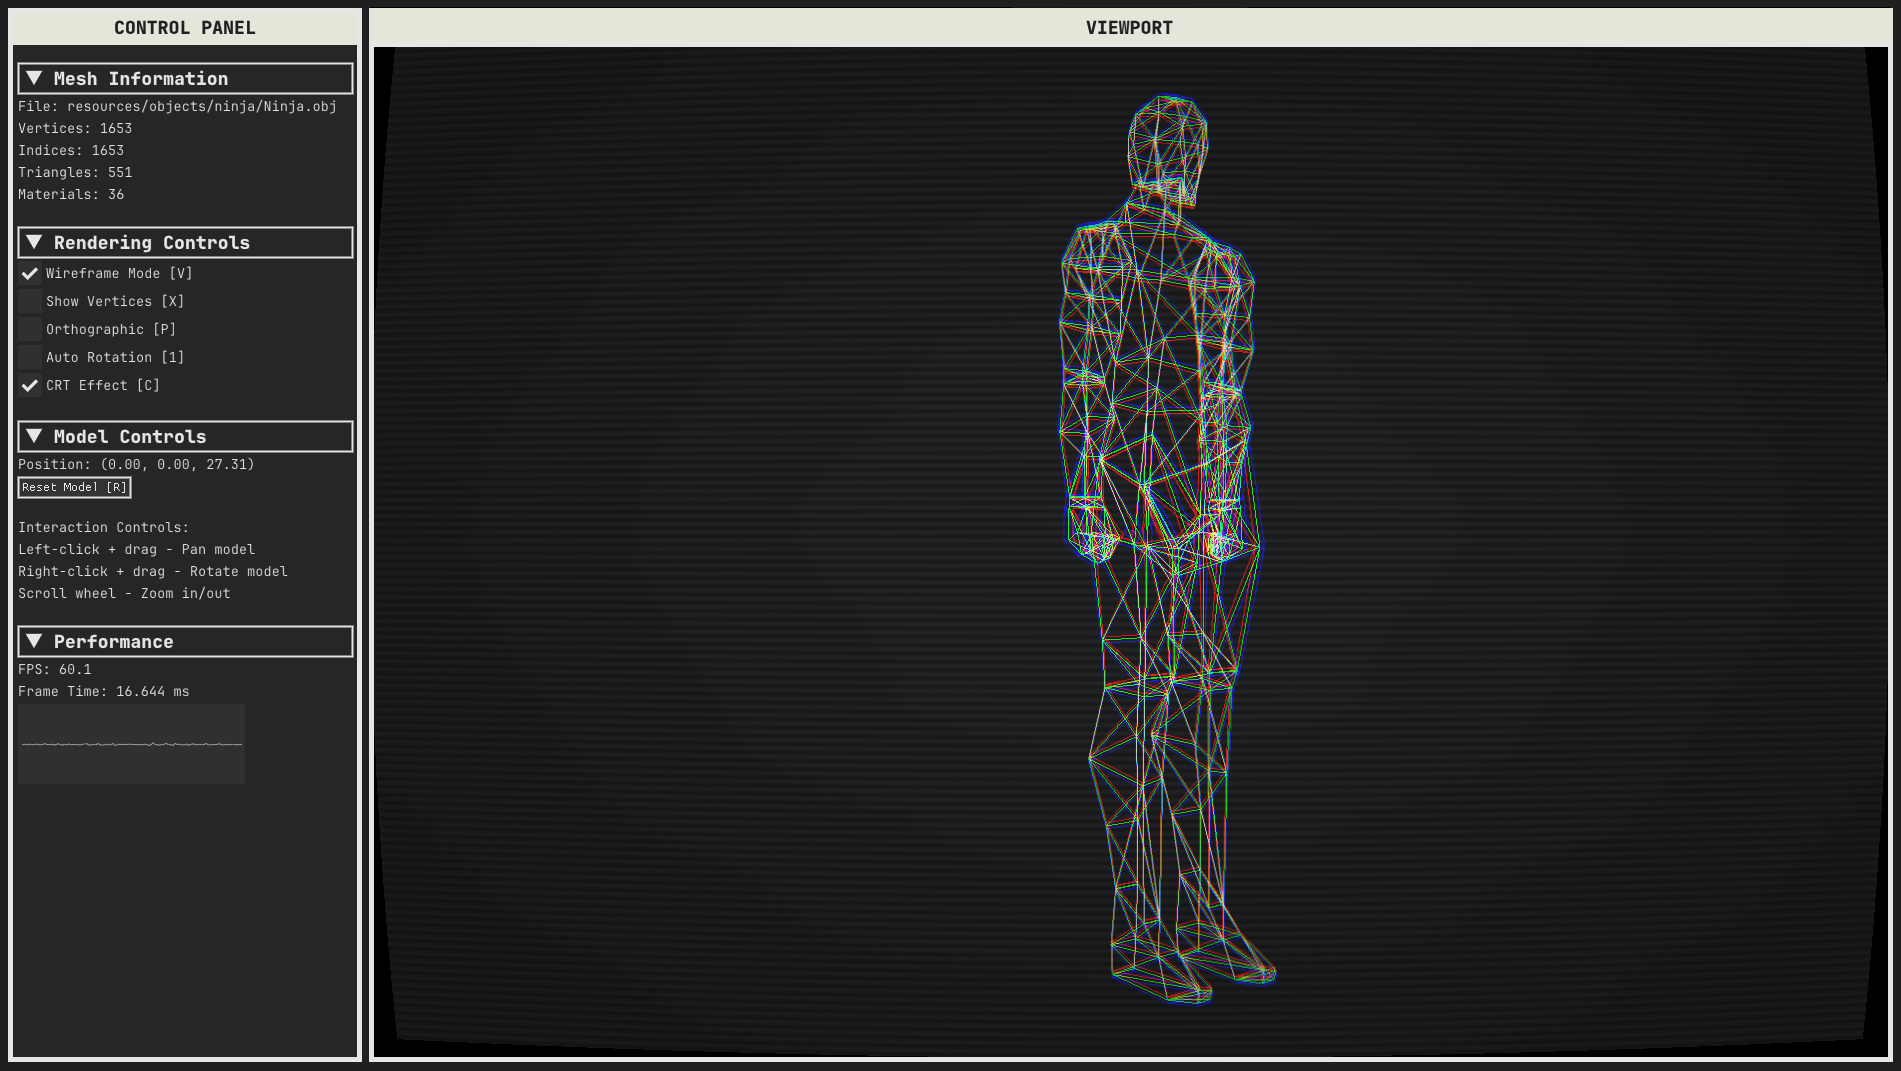 CONTROL PANEL
Mesh Information
File: resources/objects/ninja/Ninja.obj
Vertices: 1653
Indices: 1653
Triangles: 551
Materials: 36
Rendering Controls
Wireframe Mode [V]
Show Vertices [X]
Orthographic [P]
Auto Rotation [1]
CRT Effect [C]
Model Controls
Position: (0.00, 0.00, 27.31)
Reset Model [R]
Interaction Controls:
Left-click + drag - Pan model
Right-click + drag - Rotate model
Scroll wheel - Zoom in/out
Performance
FPS: 60.1
Frame Time: 16.644 ms
VIEWPORT